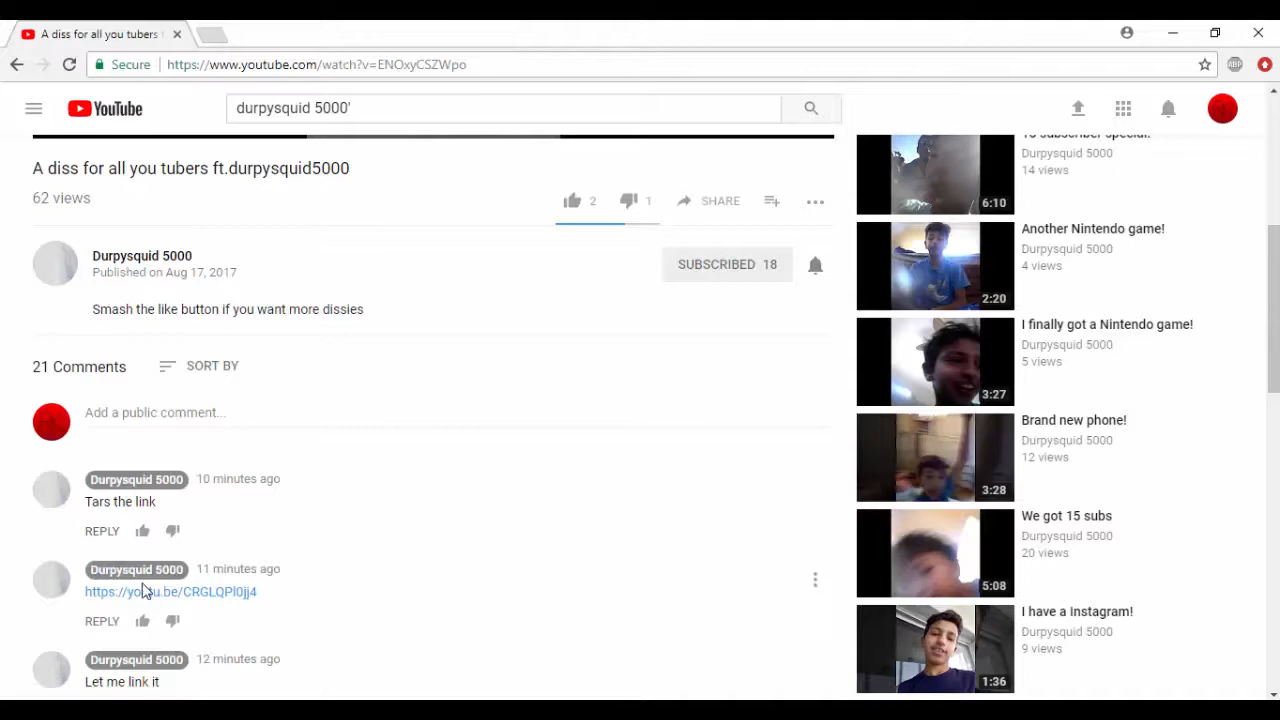 A diss for all you tubers
Secure https://www.youtube.com/watch?v=ENOxyCSZWpo
ABP
YouTube
durpysquid 5000'
A diss for all you tubers ft.durpysquid5000
62 views
2 1 SHARE
Durpysquid 5000
Published on Aug 17, 2017
SUBSCRIBED 18
Smash the like button if you want more dissies
21 Comments SORT BY
Add a public comment...
Durpysquid 5000 10 minutes ago
Tars the link
REPLY
Durpysquid 5000 11 minutes ago
https://youtu.be/CRGLQPl0jj4
REPLY
Durpysquid 5000 12 minutes ago
Let me link it
subscriber special!
Durpysquid 5000
14 views
6:10
Another Nintendo game!
Durpysquid 5000
4 views
2:20
I finally got a Nintendo game!
Durpysquid 5000
5 views
3:27
Brand new phone!
Durpysquid 5000
12 views
3:28
We got 15 subs
Durpysquid 5000
20 views
5:08
I have a Instagram!
Durpysquid 5000
9 views
1:36